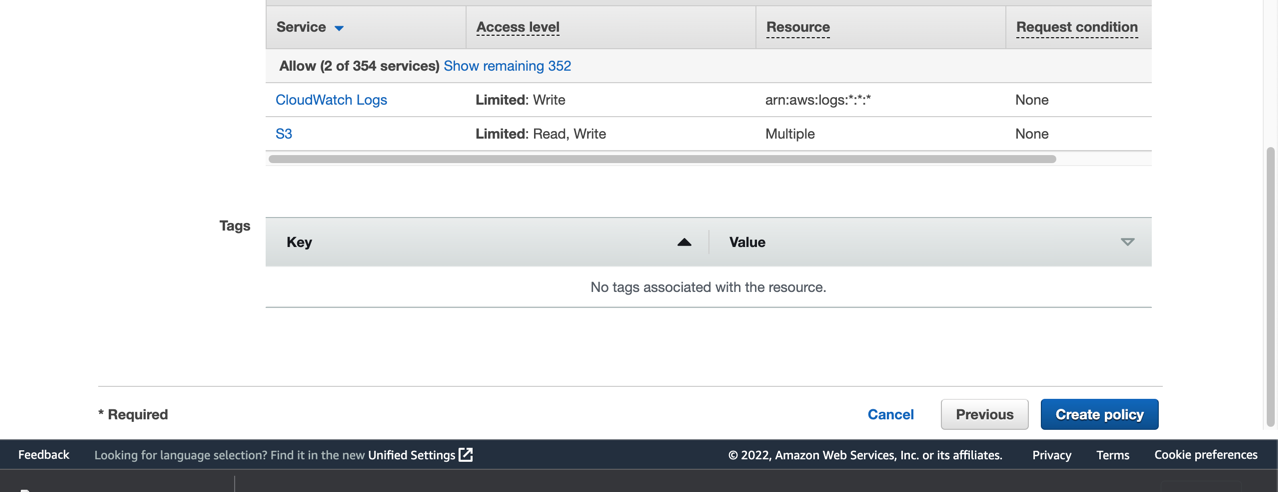 Service Access level Resource Request condition
Allow (2 of 354 services) Show remaining 352
CloudWatch Logs Limited: Write arn:aws:logs:*:*:* None
S3 Limited: Read, Write Multiple None
Tags
Key Value
No tags associated with the resource.
* Required Cancel Previous Create policy
Feedback Looking for language selection? Find it in the new Unified Settings © 2022, Amazon Web Services, Inc. or its affiliates. Privacy Terms Cookie preferences